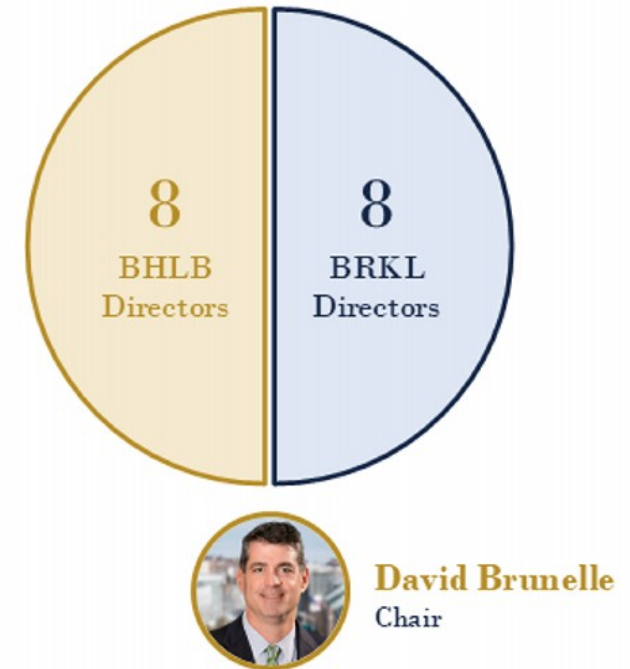 8
BHLB
Directors
8
BRKL
Directors
David Brunelle
Chair